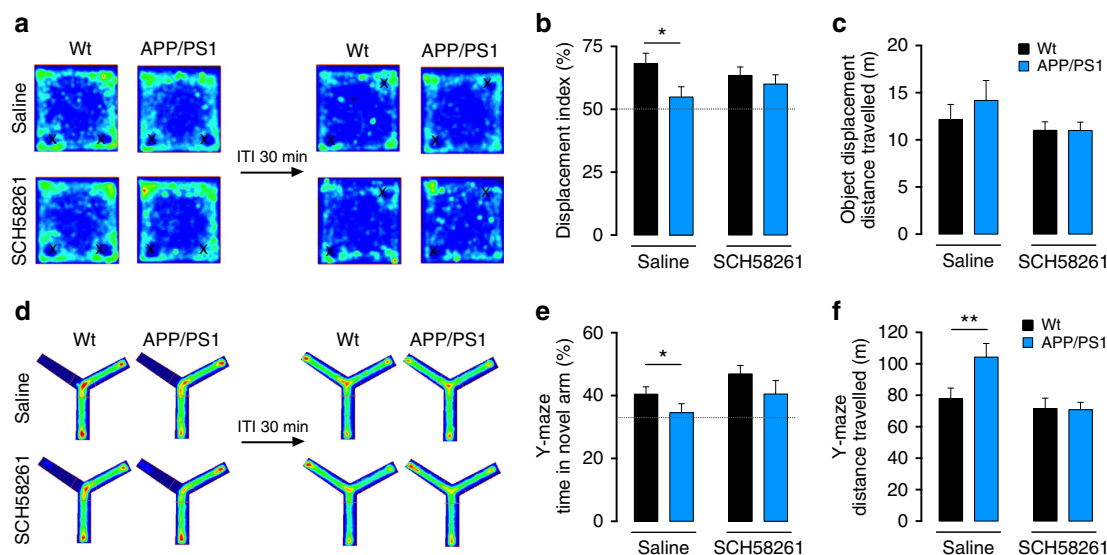 a
Wt
APP/PS1
Wt
APP/PS1
Saline
X
X
X
X
X
X
X
X
ITI 30 min
SCH58261
X
X
X
X
X
X
X
X
b
Displacement index (%)
75
50
25
0
*
Saline
SCH58261
c
Object displacement
distance travelled (m)
20
15
10
5
0
Wt
APP/PS1
Saline
SCH58261
d
Wt
APP/PS1
Wt
APP/PS1
Saline
ITI 30 min
SCH58261
e
Y-maze
time in novel arm (%)
60
40
20
0
*
Saline
SCH58261
f
Y-maze
distance travelled (m)
120
100
80
60
40
20
0
**
Wt
APP/PS1
Saline
SCH58261